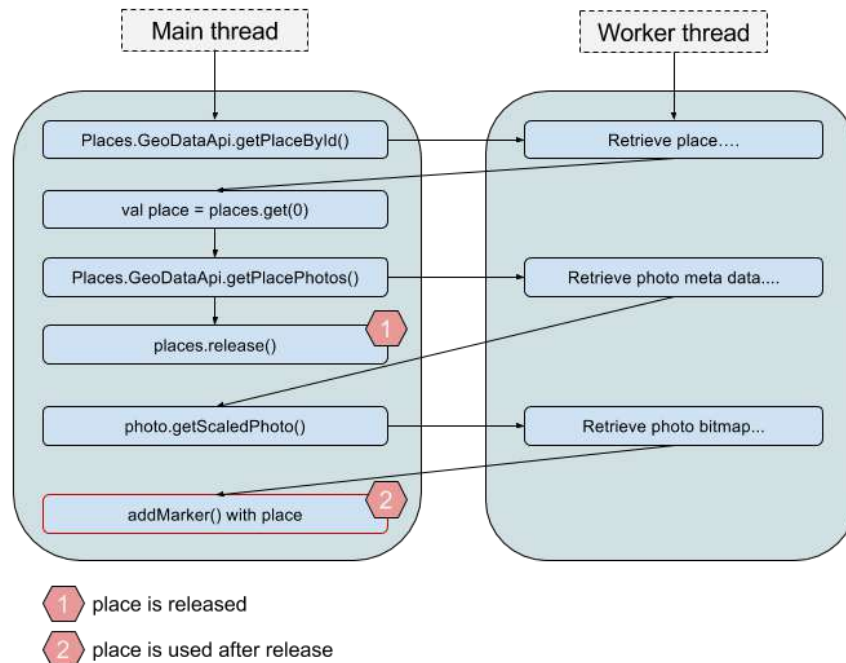 Main thread
Worker thread
Places.GeoDataApi.getPlaceById()
Retrieve place....
val place = places.get(0)
Places.GeoDataApi.getPlacePhotos()
Retrieve photo meta data....
places.release()
1
photo.getScaledPhoto()
Retrieve photo bitmap...
addMarker() with place
2
1 place is released
2 place is used after release